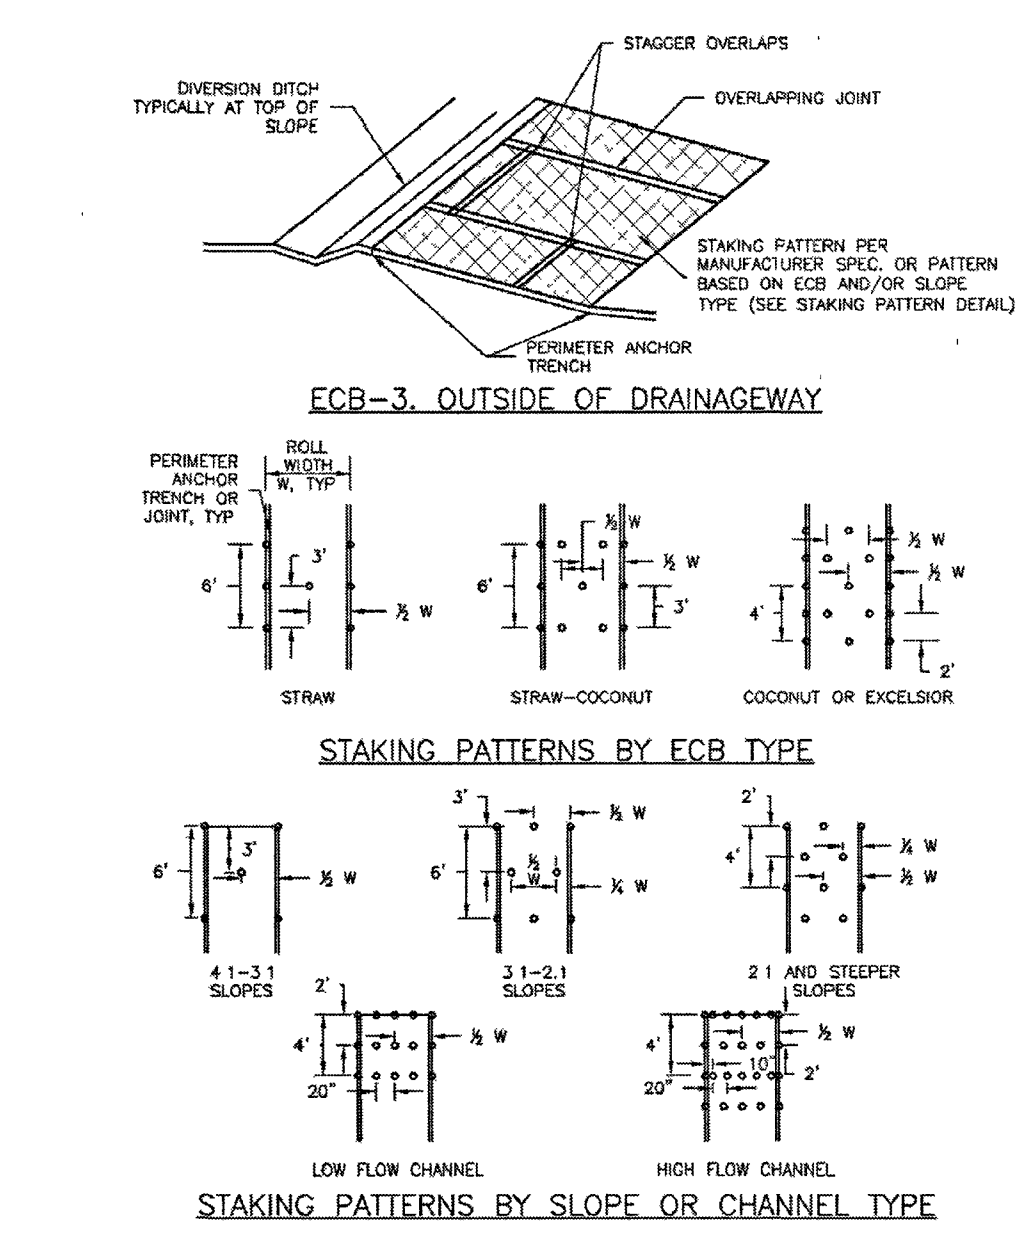 STAGGER OVERLAPS
DIVERSION DITCH
TYPICALLY AT TOP OF
SLOPE
OVERLAPPING JOINT
STAKING PATTERN PER
MANUFACTURER SPEC. OR PATTERN
BASED ON ECB AND/OR SLOPE
TYPE (SEE STAKING PATTERN DETAIL)
PERIMETER ANCHOR
TRENCH
ECB-3. OUTSIDE OF DRAINAGEWAY
PERIMETER
ANCHOR
TRENCH OR
JOINT, TYP
ROLL
WIDTH
W, TYP
3'
6'
½ W
STRAW
½ W
½ W
6'
3'
STRAW-COCONUT
½ W
½ W
4'
2'
COCONUT OR EXCELSIOR
STAKING PATTERNS BY ECB TYPE
6'
3'
½ W
4 1-3 1
SLOPES
3'
½ W
6'
½
W
¼ W
3 1-2.1
SLOPES
2'
4'
¼ W
½ W
2 1 AND STEEPER
SLOPES
2'
4'
½ W
20"
LOW FLOW CHANNEL
4'
½ W
10"
2'
20"
HIGH FLOW CHANNEL
STAKING PATTERNS BY SLOPE OR CHANNEL TYPE